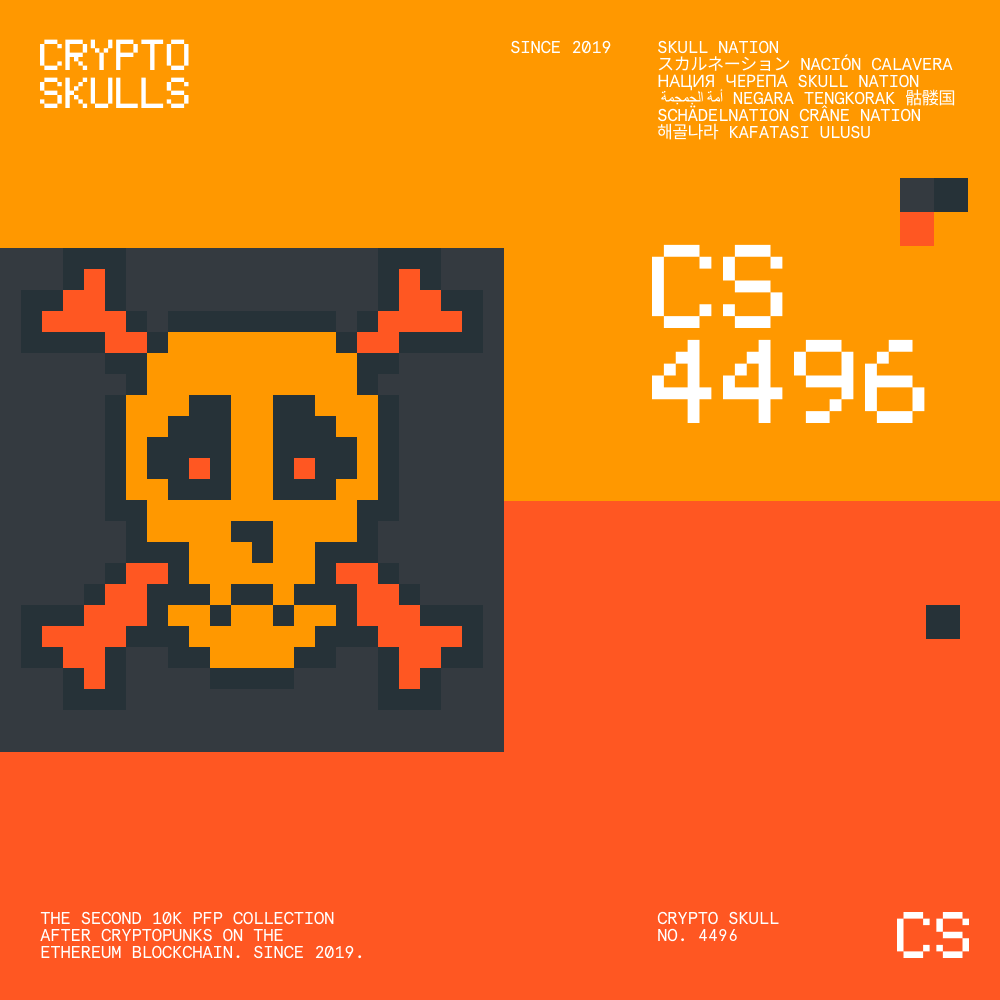 CRYPTO
SKULLS
SINCE 2019
SKULL NATION
スカルネーション NACIÓN CALAVERA
НАЦИЯ ЧЕРЕПА SKULL NATION
أمة الجمجمة NEGARA TENGKORAK 骷髅国
SCHÄDELNATION CRÂNE NATION
해골나라 KAFATASI ULUSU
CS
4496
THE SECOND 10K PFP COLLECTION
AFTER CRYPTOPUNKS ON THE
ETHEREUM BLOCKCHAIN. SINCE 2019.
CRYPTO SKULL
NO. 4496
CS